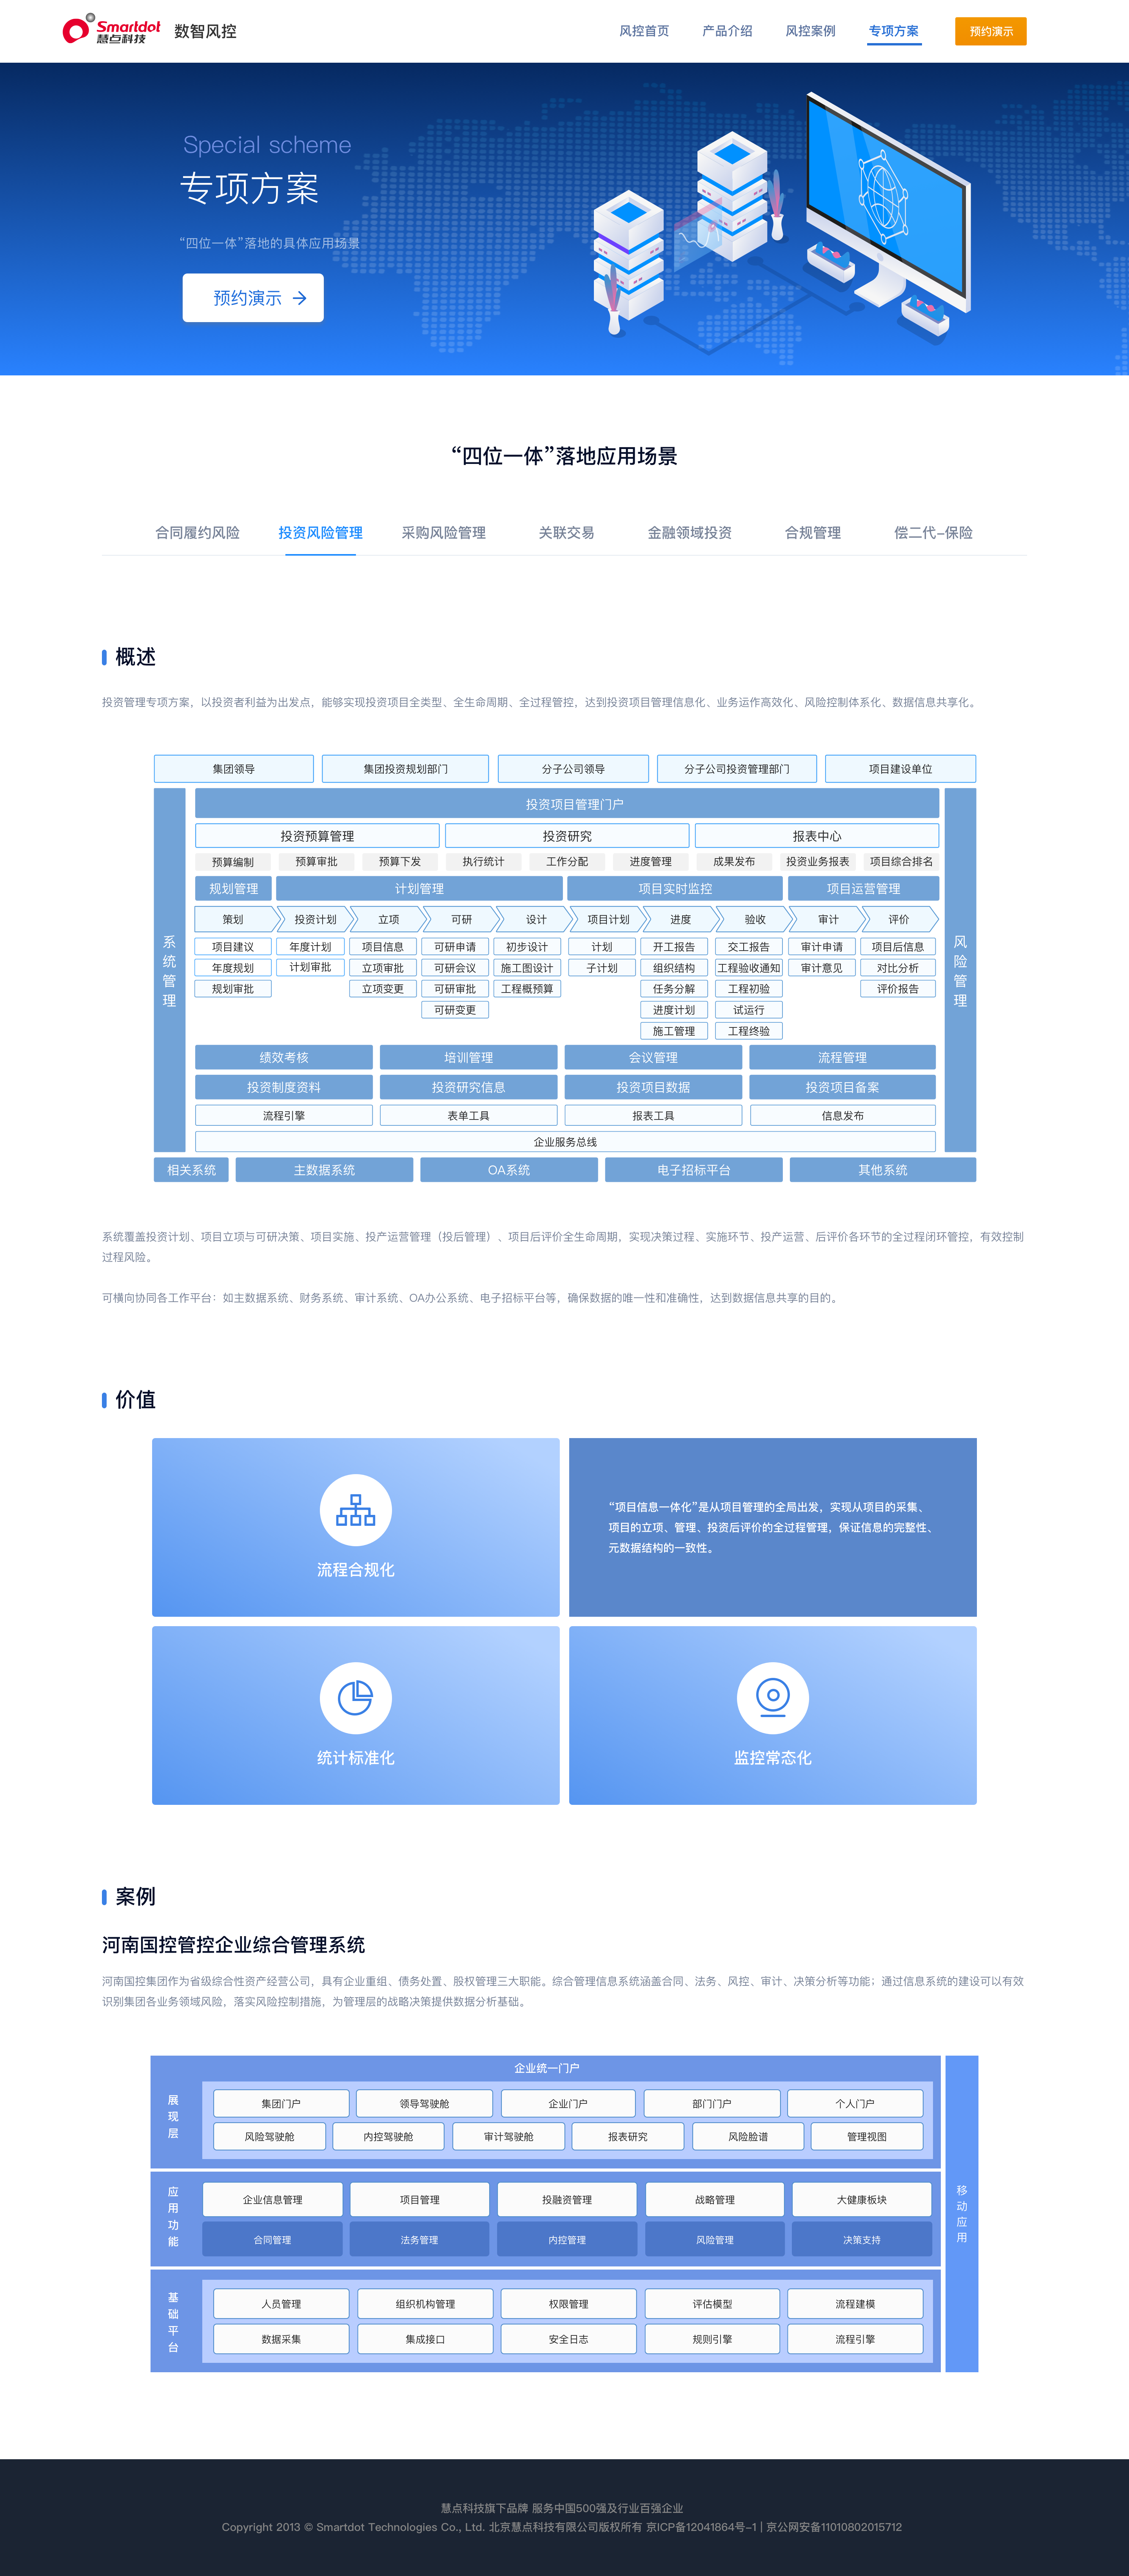 Smartdot
慧点科技
数智风控
风控首页 产品介绍 风控案例 专项方案 预约演示
Special scheme
专项方案
“四位一体”落地的具体应用场景
预约演示
“四位一体”落地应用场景
合同履约风险 投资风险管理 采购风险管理 关联交易 金融领域投资 合规管理 偿二代-保险
概述
投资管理专项方案，以投资者利益为出发点，能够实现投资项目全类型、全生命周期、全过程管控，达到投资项目管理信息化、业务运作高效化、风险控制体系化、数据信息共享化。
集团领导 集团投资规划部门 分子公司领导 分子公司投资管理部门 项目建设单位
系统管理
风险管理
投资项目管理门户
投资预算管理 投资研究 报表中心
预算编制 预算审批 预算下发 执行统计 工作分配 进度管理 成果发布 投资业务报表 项目综合排名
规划管理 计划管理 项目实时监控 项目运营管理
策划 投资计划 立项 可研 设计 项目计划 进度 验收 审计 评价
项目建议 年度计划 项目信息 可研申请 初步设计 计划 开工报告 交工报告 审计申请 项目后信息
年度规划 计划审批 立项审批 可研会议 施工图设计 子计划 组织结构 工程验收通知 审计意见 对比分析
规划审批 立项变更 可研审批 工程概预算 任务分解 工程初验 评价报告
可研变更 进度计划 试运行
施工管理 工程终验
绩效考核 培训管理 会议管理 流程管理
投资制度资料 投资研究信息 投资项目数据 投资项目备案
流程引擎 表单工具 报表工具 信息发布
企业服务总线
相关系统 主数据系统 OA系统 电子招标平台 其他系统
系统覆盖投资计划、项目立项与可研决策、项目实施、投产运营管理（投后管理）、项目后评价全生命周期，实现决策过程、实施环节、投产运营、后评价各环节的全过程闭环管控，有效控制
过程风险。
可横向协同各工作平台：如主数据系统、财务系统、审计系统、OA办公系统、电子招标平台等，确保数据的唯一性和准确性，达到数据信息共享的目的。
价值
流程合规化
“项目信息一体化”是从项目管理的全局出发，实现从项目的采集、
项目的立项、管理、投资后评价的全过程管理，保证信息的完整性、
元数据结构的一致性。
统计标准化
监控常态化
案例
河南国控管控企业综合管理系统
河南国控集团作为省级综合性资产经营公司，具有企业重组、债务处置、股权管理三大职能。综合管理信息系统涵盖合同、法务、风控、审计、决策分析等功能；通过信息系统的建设可以有效
识别集团各业务领域风险，落实风险控制措施，为管理层的战略决策提供数据分析基础。
企业统一门户
展现层
集团门户 领导驾驶舱 企业门户 部门门户 个人门户
风险驾驶舱 内控驾驶舱 审计驾驶舱 报表研究 风险脸谱 管理视图
应用功能
企业信息管理 项目管理 投融资管理 战略管理 大健康板块
合同管理 法务管理 内控管理 风险管理 决策支持
移动应用
基础平台
人员管理 组织机构管理 权限管理 评估模型 流程建模
数据采集 集成接口 安全日志 规则引擎 流程引擎
慧点科技旗下品牌 服务中国500强及行业百强企业
Copyright 2013 © Smartdot Technologies Co., Ltd. 北京慧点科技有限公司版权所有 京ICP备12041864号-1 | 京公网安备11010802015712